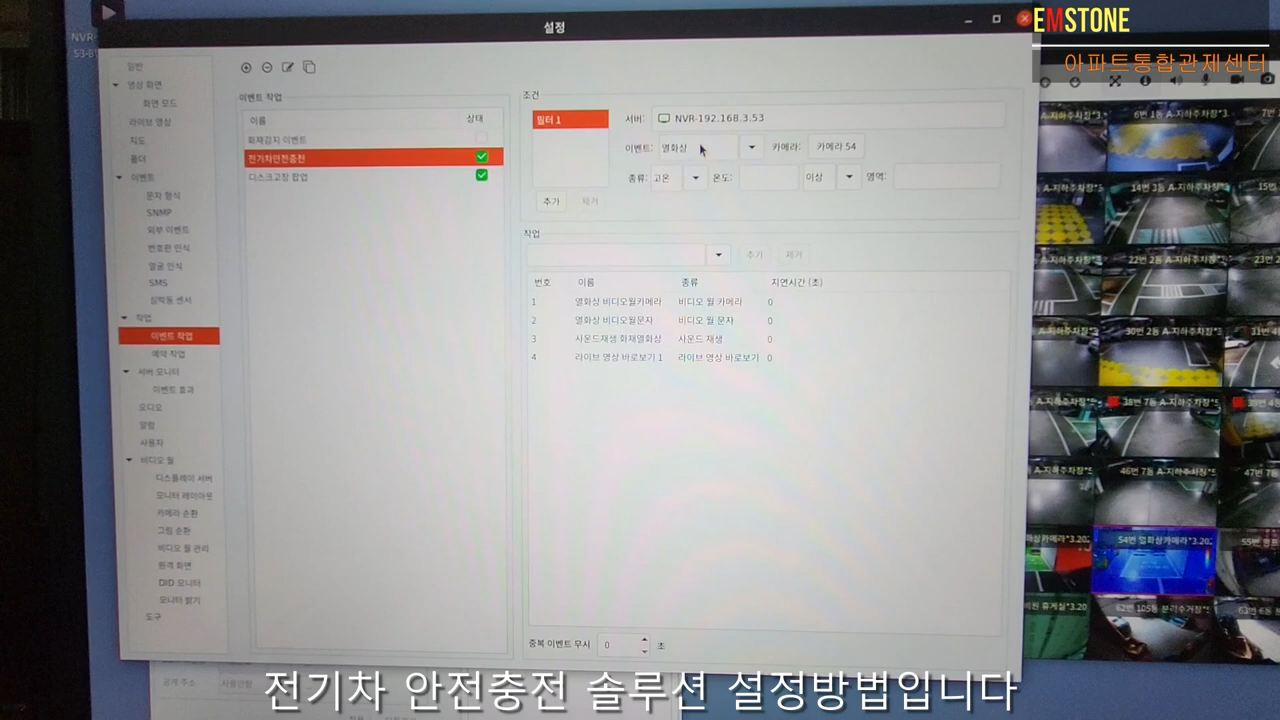 설정
EMSTONE
아파트통합관제센터
NVR-
일반
영상 화면
화면 모드
라이브 영상
지도
폴더
이벤트
문자 형식
SNMP
외부 이벤트
번호판 인식
얼굴 인식
SMS
심박동 센서
작업
이벤트 작업
예약 작업
서버 모니터
이벤트 효과
오디오
알람
사용자
비디오 월
디스플레이 서버
모니터 레이아웃
카메라 순환
그림 순환
비디오 월 관리
원격 화면
DID 모니터
모니터 밝기
도구
이벤트 작업
이름 상태
화재감지 이벤트
전기차안전충전
디스크고장 팝업
조건
필터 1
서버: NVR-192.168.3.53
이벤트: 열화상 카메라: 카메라 54
종류: 고온 온도: 이상 영역:
추가 제거
작업
추가 제거
번호 이름 종류 지연시간 (초)
1 열화상 비디오월카메라 비디오 월 카메라 0
2 열화상 비디오월문자 비디오 월 문자 0
3 사운드재생 화재열화상 사운드 재생 0
4 라이브 영상 바로보기 1 라이브 영상 바로보기 0
중복 이벤트 무시 0 초
전기차 안전충전 솔루션 설정방법입니다